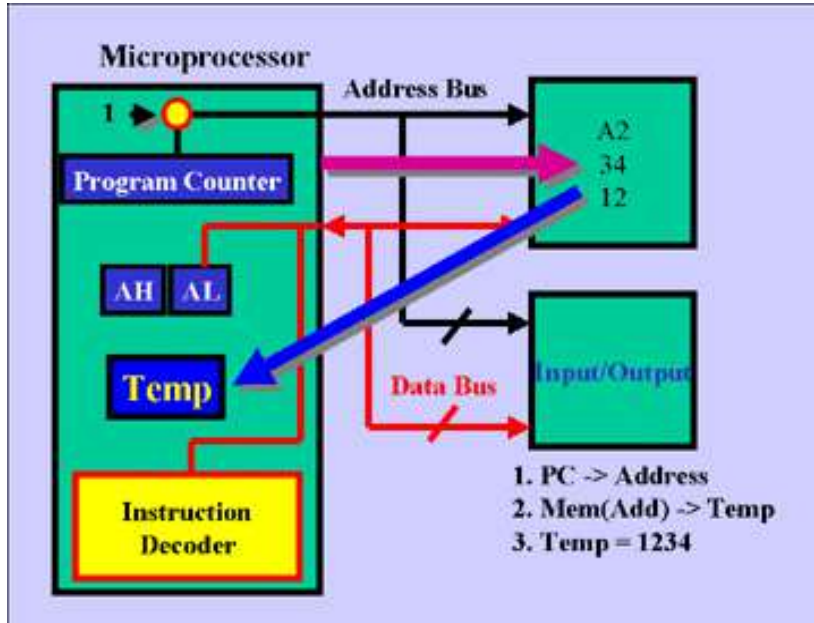 Microprocessor
1
Address Bus
Program Counter
A2
34
12
AH
AL
Temp
Data Bus
Input/Output
Instruction
Decoder
1. PC -> Address
2. Mem(Add) -> Temp
3. Temp = 1234